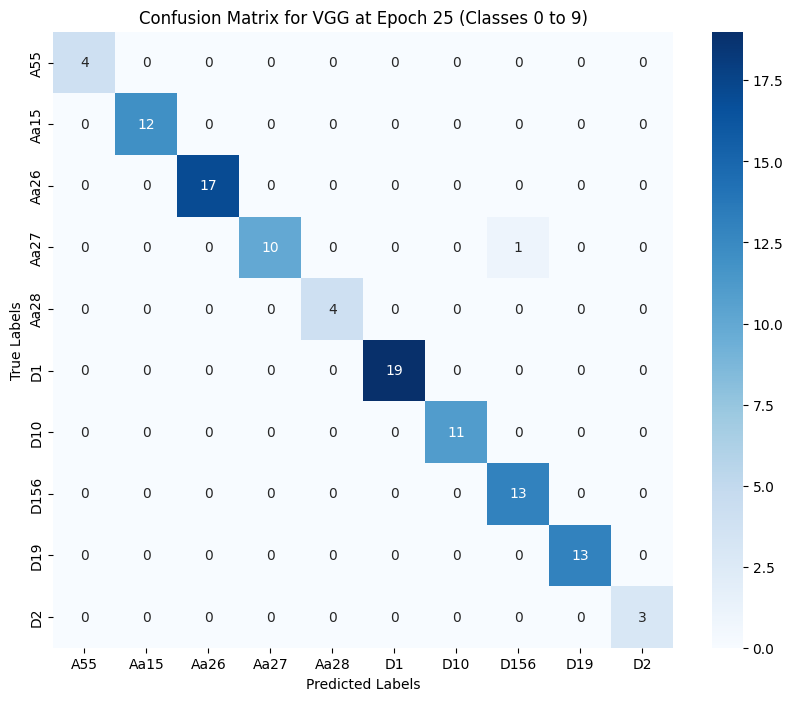 Confusion Matrix for VGG at Epoch 25 (Classes 0 to 9)
True Labels
A55 4 0 0 0 0 0 0 0 0 0
Aa15 0 12 0 0 0 0 0 0 0 0
Aa26 0 0 17 0 0 0 0 0 0 0
Aa27 0 0 0 10 0 0 0 1 0 0
Aa28 0 0 0 0 4 0 0 0 0 0
D1 0 0 0 0 0 19 0 0 0 0
D10 0 0 0 0 0 0 11 0 0 0
D156 0 0 0 0 0 0 0 13 0 0
D19 0 0 0 0 0 0 0 0 13 0
D2 0 0 0 0 0 0 0 0 0 3
A55 Aa15 Aa26 Aa27 Aa28 D1 D10 D156 D19 D2
Predicted Labels
17.5
15.0
12.5
10.0
7.5
5.0
2.5
0.0